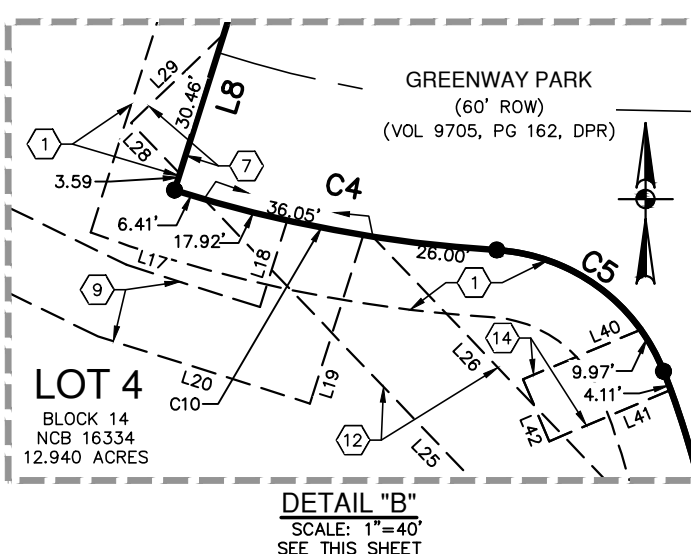 L29
30.46'
L8
GREENWAY PARK
(60' ROW)
(VOL 9705, PG 162, DPR)
1
L28
7
3.59
C4
36.05'
6.41'
17.92'
26.00'
L17
L18
1
C5
9
14
L40
L26
9.97'
LOT 4
L20
L19
4.11'
C10
BLOCK 14
NCB 16334
12.940 ACRES
12
L42
L41
L25
DETAIL "B"
SCALE: 1"=40'
SEE THIS SHEET